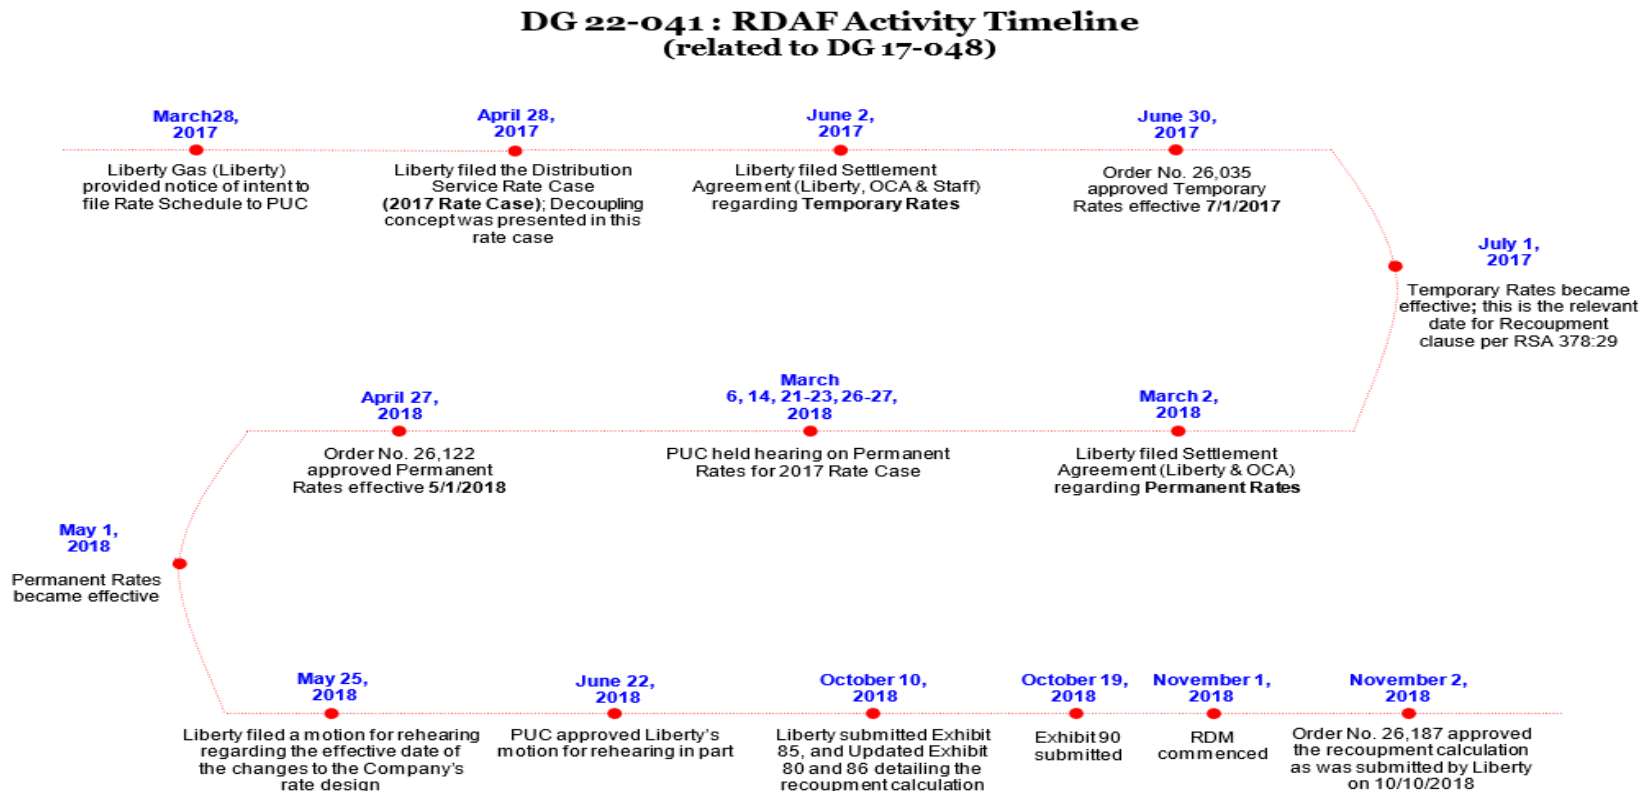 DG 22-041 : RDAF Activity Timeline
(related to DG 17-048)
March28,
2017
Liberty Gas (Liberty)
provided notice of intent to
file Rate Schedule to PUC
April 28,
2017
Liberty filed the Distribution
Service Rate Case
(2017 Rate Case); Decoupling
concept was presented in this
rate case
June 2,
2017
Liberty filed Settlement
Agreement (Liberty, OCA & Staff)
regarding Temporary Rates
June 30,
2017
Order No. 26,035
approved Temporary
Rates effective 7/1/2017
July 1,
2017
Temporary Rates became
effective; this is the relevant
date for Recoupment
clause per RSA 378:29
March 2,
2018
Liberty filed Settlement
Agreement (Liberty & OCA)
regarding Permanent Rates
March
6, 14, 21-23, 26-27,
2018
PUC held hearing on Permanent
Rates for 2017 Rate Case
April 27,
2018
Order No. 26,122
approved Permanent
Rates effective 5/1/2018
May 1,
2018
Permanent Rates
became effective
May 25,
2018
Liberty filed a motion for rehearing
regarding the effective date of
the changes to the Company's
rate design
June 22,
2018
PUC approved Liberty's
motion for rehearing in part
October 10,
2018
Liberty submitted Exhibit
85, and Updated Exhibit
80 and 86 detailing the
recoupment calculation
October 19,
2018
Exhibit 90
submitted
November 1,
2018
RDM
commenced
November 2,
2018
Order No. 26,187 approved
the recoupment calculation
as was submitted by Liberty
on 10/10/2018